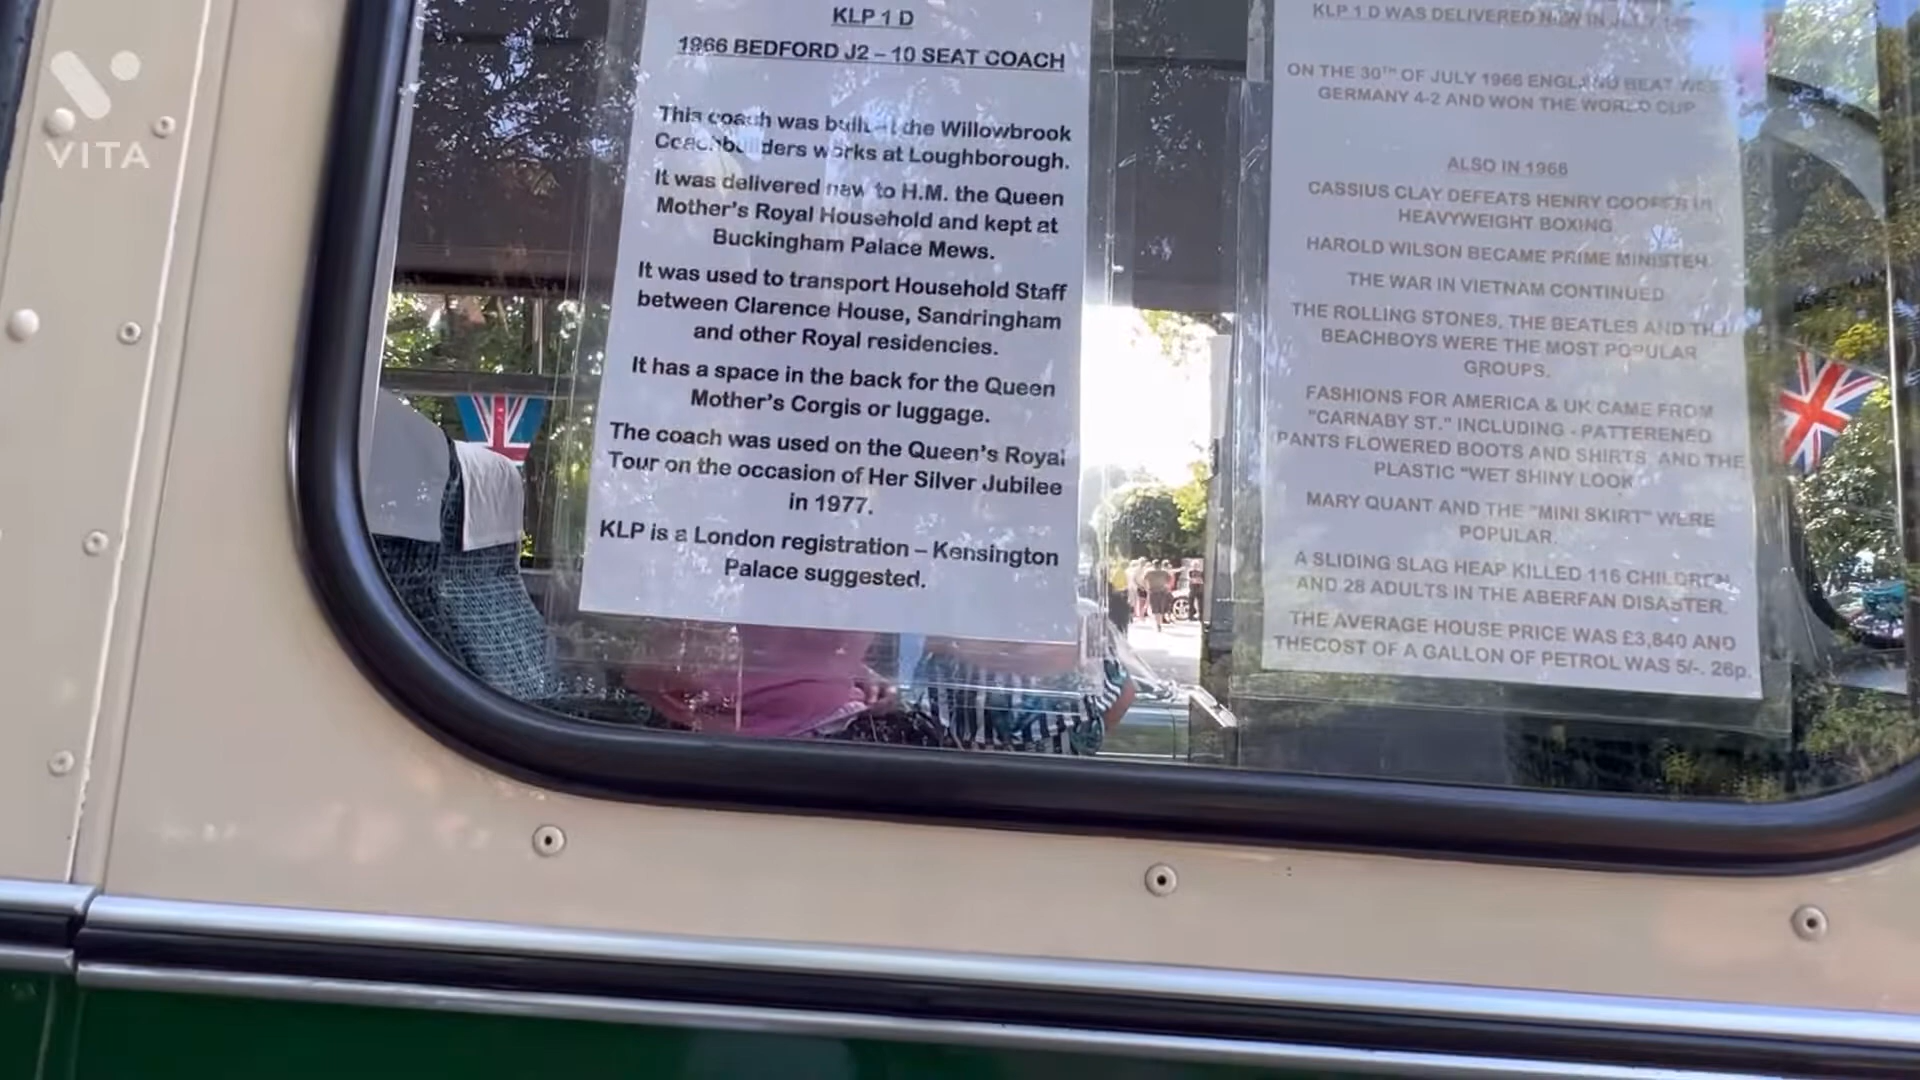 VITA
KLP 1 D
1966 BEDFORD J2 – 10 SEAT COACH
This coach was built at the Willowbrook
Coachbuilders works at Loughborough.
It was delivered new to H.M. the Queen
Mother's Royal Household and kept at
Buckingham Palace Mews.
It was used to transport Household Staff
between Clarence House, Sandringham
and other Royal residencies.
It has a space in the back for the Queen
Mother's Corgis or luggage.
The coach was used on the Queen's Royal
Tour on the occasion of Her Silver Jubilee
in 1977.
KLP is a London registration – Kensington
Palace suggested.
KLP 1 D WAS DELIVERED NEW IN JULY
ON THE 30TH OF JULY 1966 ENGLAND BEAT WEST
GERMANY 4-2 AND WON THE WORLD CUP
ALSO IN 1966
CASSIUS CLAY DEFEATS HENRY COOPER IN
HEAVYWEIGHT BOXING
HAROLD WILSON BECAME PRIME MINISTER
THE WAR IN VIETNAM CONTINUED
THE ROLLING STONES, THE BEATLES AND THE
BEACHBOYS WERE THE MOST POPULAR
GROUPS.
FASHIONS FOR AMERICA & UK CAME FROM
"CARNABY ST." INCLUDING - PATTERENED
PANTS FLOWERED BOOTS AND SHIRTS AND THE
PLASTIC "WET SHINY LOOK"
MARY QUANT AND THE "MINI SKIRT" WERE
POPULAR.
A SLIDING SLAG HEAP KILLED 116 CHILDREN
AND 28 ADULTS IN THE ABERFAN DISASTER.
THE AVERAGE HOUSE PRICE WAS £3,840 AND
THECOST OF A GALLON OF PETROL WAS 5/-. 26p.